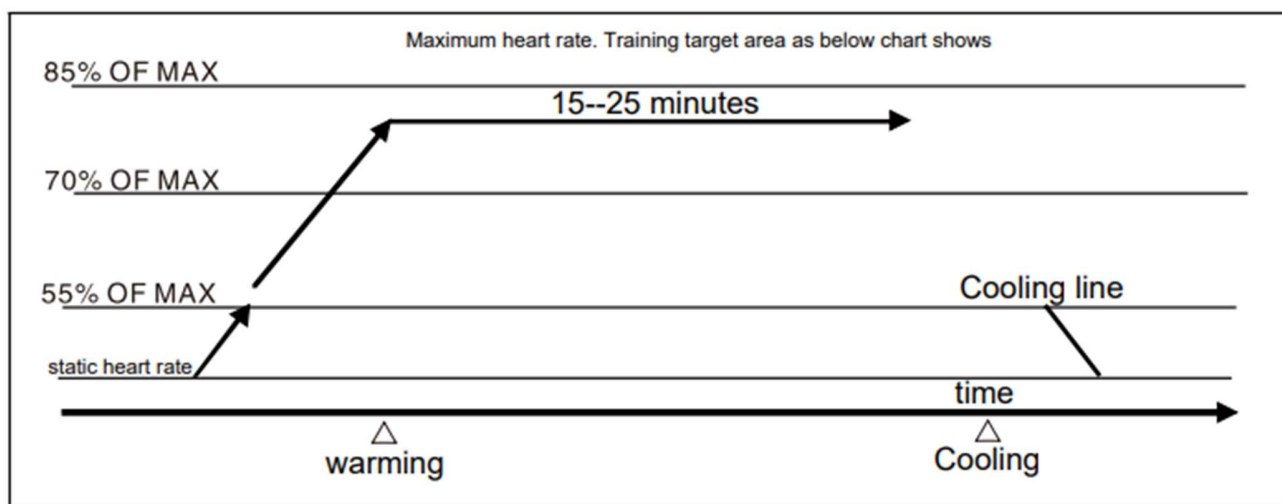 Maximum heart rate. Training target area as below chart shows
85% OF MAX
15--25 minutes
70% OF MAX
55% OF MAX
Cooling line
static heart rate
time
warming
Cooling